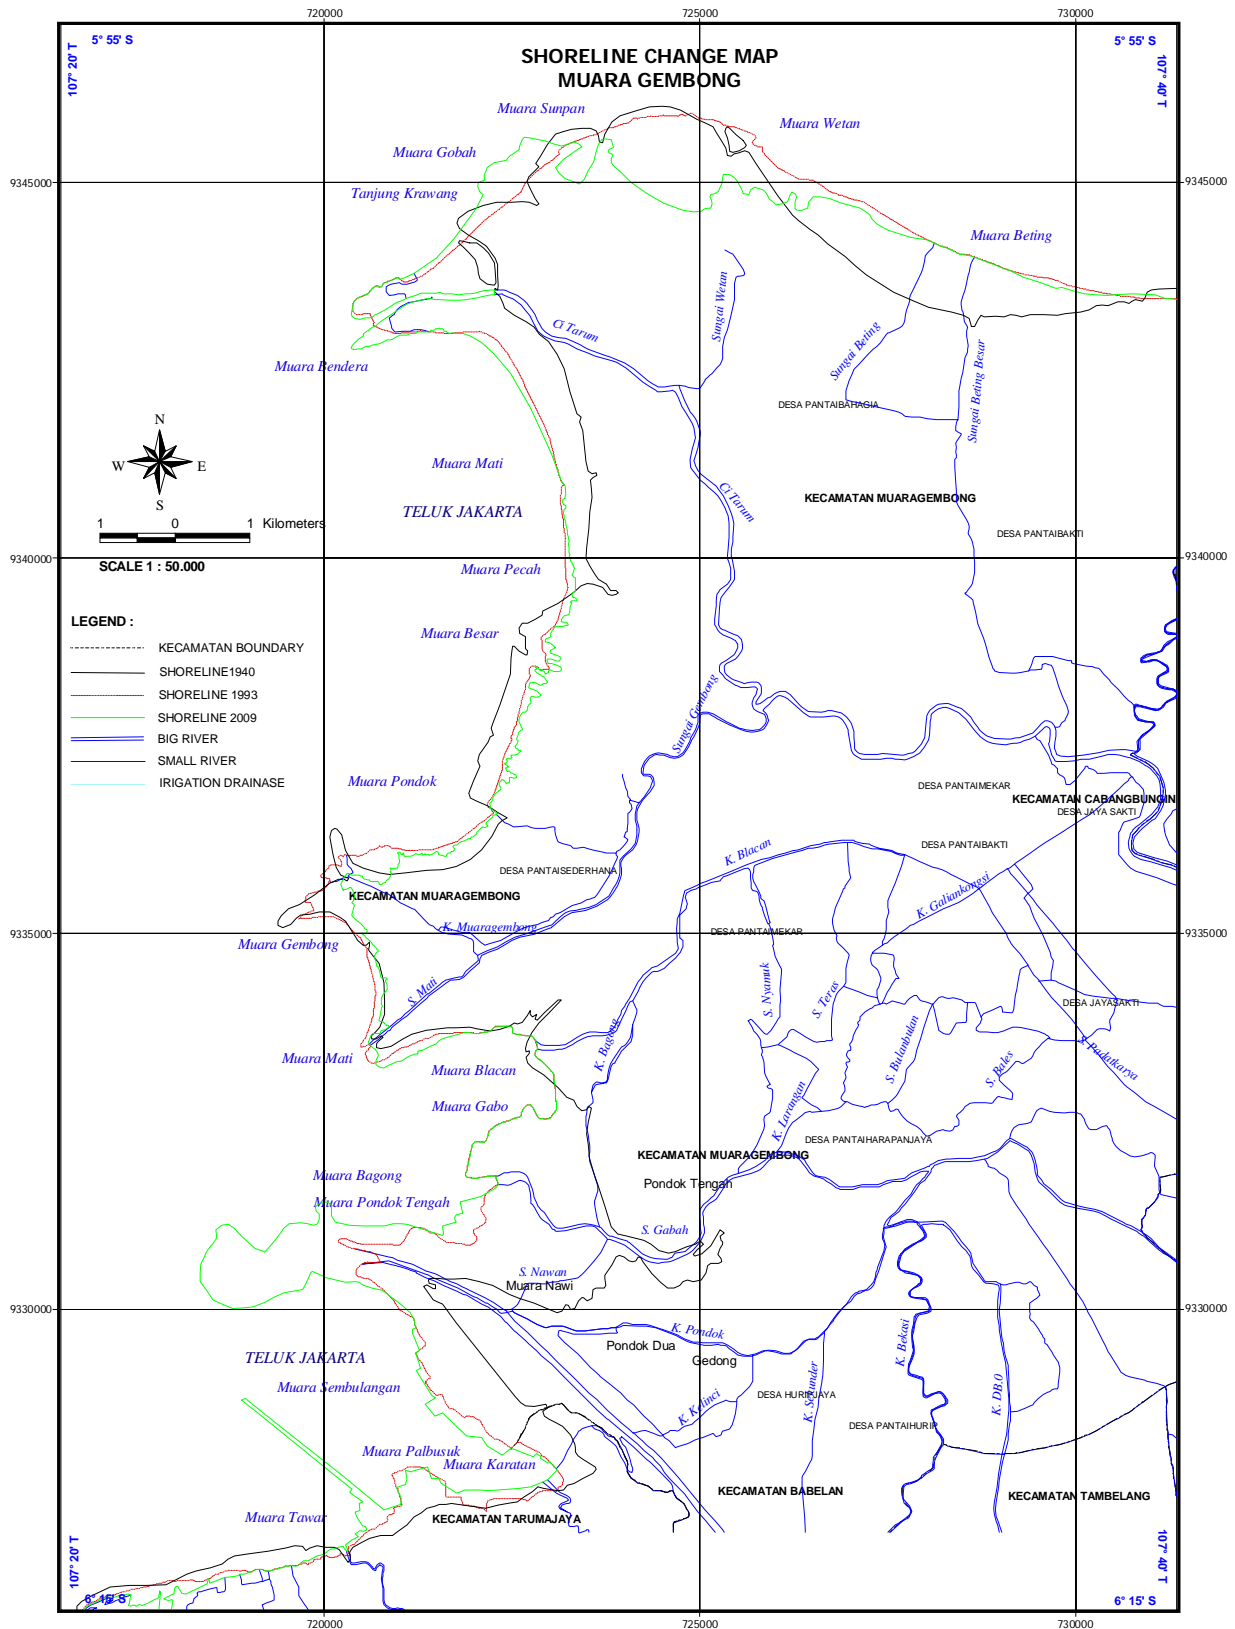 720000
725000
730000
5° 55' S
107° 20' T
SHORELINE CHANGE MAP
MUARA GEMBONG
5° 55' S
107° 40' T
Muara Sunpan
Muara Wetan
Muara Gobah
9345000
9345000
Tanjung Krawang
Muara Beting
Ci Tarum
Sungai Wetan
Sungai Beting
Sungai Beting Besar
Muara Bendera
DESA PANTAIBAHAGIA
N
W
E
S
Muara Mati
Ci Tarum
KECAMATAN MUARAGEMBONG
TELUK JAKARTA
1
0
1
Kilometers
DESA PANTAIBAKTI
9340000
9340000
SCALE 1 : 50.000
Muara Pecah
LEGEND :
Muara Besar
KECAMATAN BOUNDARY
SHORELINE1940
SHORELINE 1993
SHORELINE 2009
BIG RIVER
SMALL RIVER
IRIGATION DRAINASE
Sungai Gembong
Muara Pondok
DESA PANTAIMEKAR
KECAMATAN CABANGBUNGIN
DESA JAYA SAKTI
K. Blacan
DESA PANTAIBAKTI
DESA PANTAISEDERHANA
K. Galiankongsi
KECAMATAN MUARAGEMBONG
K. Muaragembong
DESA PANTAIMEKAR
9335000
9335000
Muara Gembong
S. Mati
S. Nyamuk
S. Teras
DESA JAYASAKTI
K. Bagong
S. Bulanbulan
S. Bales
S. Padatkarya
Muara Mati
Muara Blacan
Muara Gabo
K. Larangan
DESA PANTAIHARAPANJAYA
KECAMATAN MUARAGEMBONG
Muara Bagong
Pondok Tengah
Muara Pondok Tengah
S. Gabah
S. Nawan
Muara Nawi
9330000
9330000
K. Pondok
Pondok Dua
Gedong
K. Bekasi
TELUK JAKARTA
Muara Sembulangan
K. Kelinci
DESA HURIPJAYA
K. Sekunder
K. DB.0
DESA PANTAIHURIP
Muara Palbusuk
Muara Karatan
KECAMATAN BABELAN
KECAMATAN TAMBELANG
Muara Tawar
KECAMATAN TARUMAJAYA
107° 20' T
6° 15' S
107° 40' T
6° 15' S
720000
725000
730000